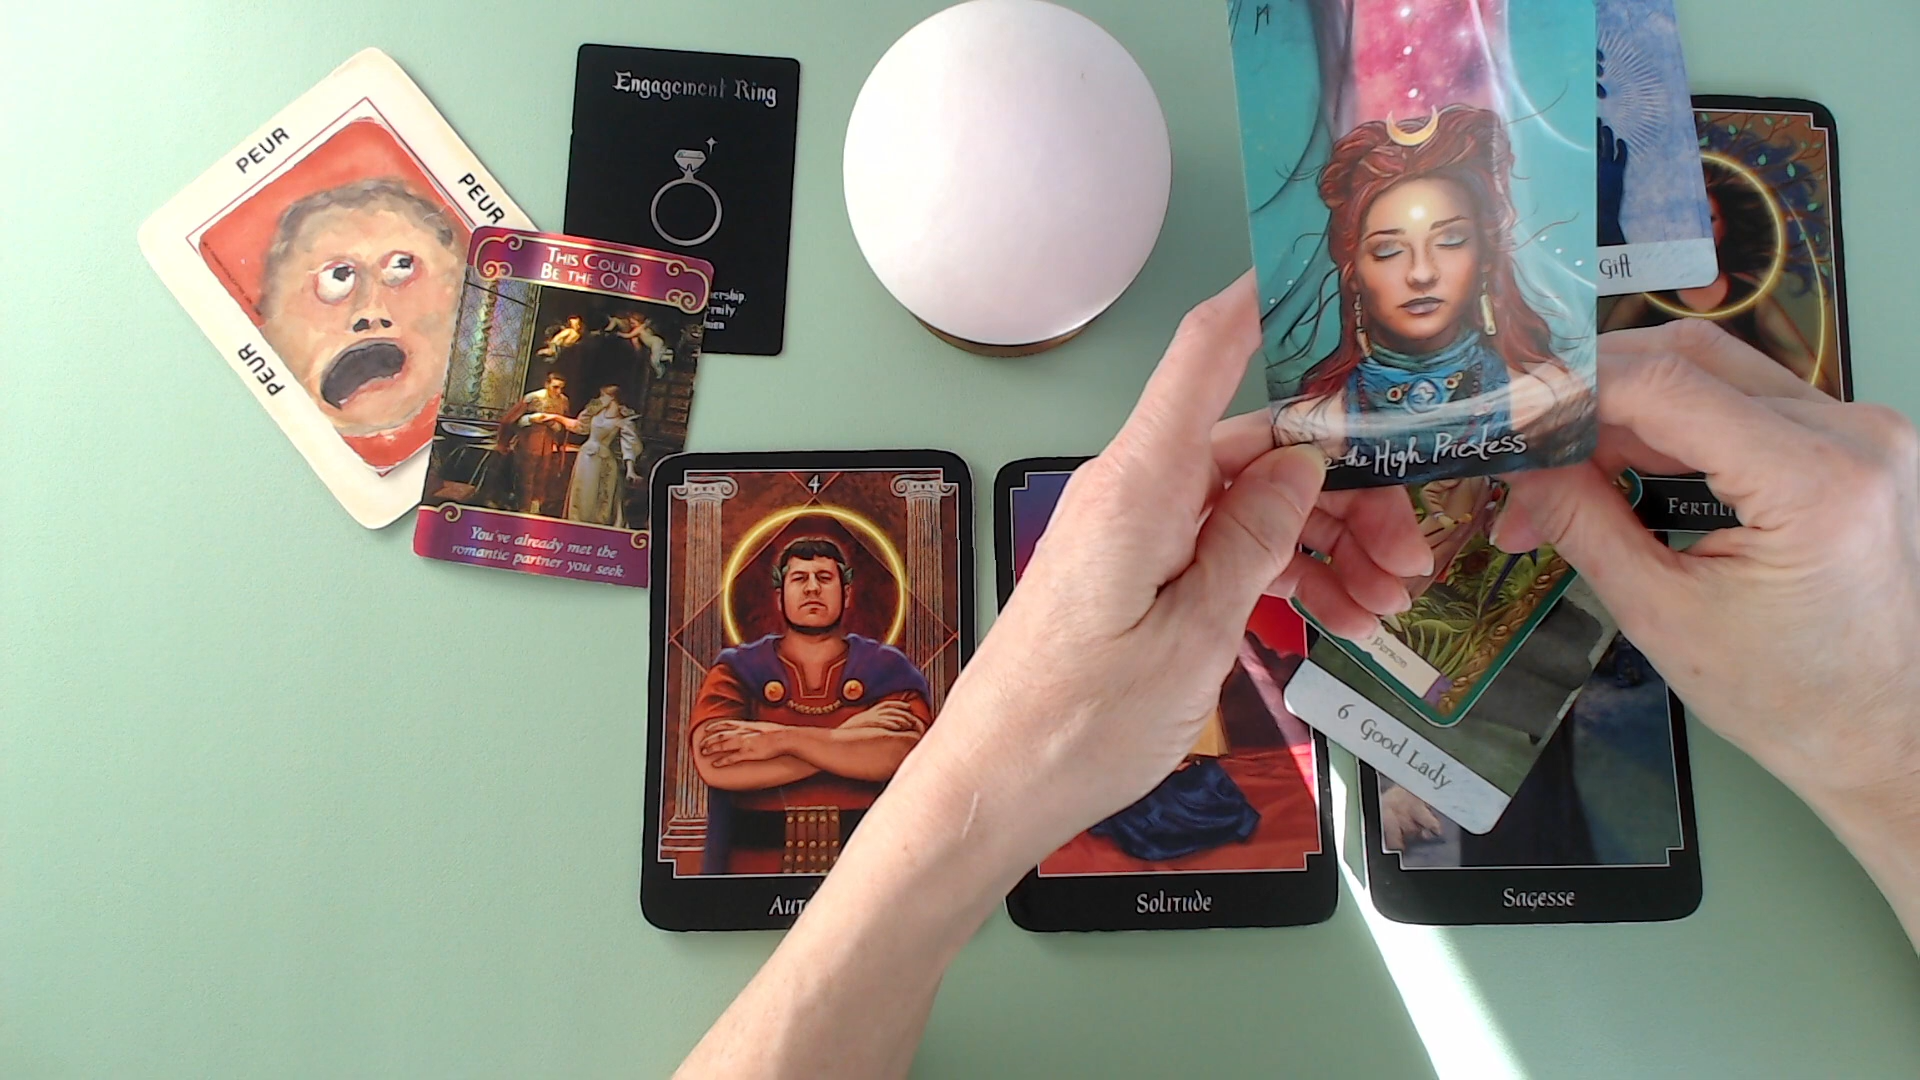 PEUR
PEUR
PEUR
Engagement Ring
This Could
Be the One
You've already met the
romantic partner you seek.
4
the High Priestess
Gift
Person
6 Good Lady
Solitude
Sagesse